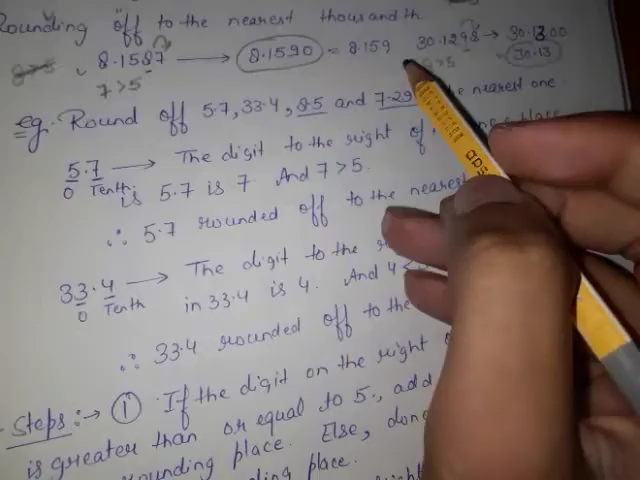 Rounding off to the nearest thousandth
8.1587 → 8.1590 = 8.159
7 > 5
30.1298 → 30.1300
= 30.13
8 > 5
eg. Round off 5.7, 33.4, 8.5 and 7.29 the nearest one.
5.7 → The digit to the right of place
O Tenth is 5.7 is 7. And 7 > 5.
∴ 5.7 rounded off to the nearest
33.4 → The digit to the
O Tenth in 33.4 is 4. And 4 <
∴ 33.4 rounded off to the
Steps :→ ① If the digit on the right
is greater than or equal to 5, add
rounding place. Else, don
ding place.